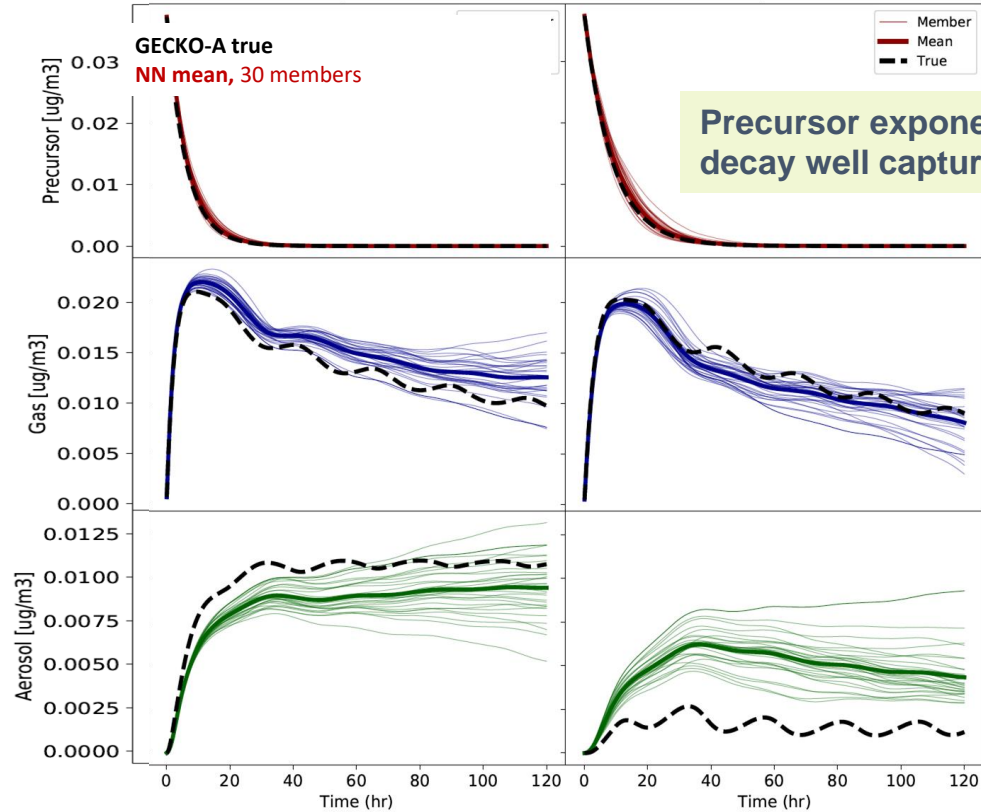 GECKO-A true
NN mean, 30 members
Member
Mean
True
Precursor expone
decay well captur
Precursor [ug/m3]
0.03
0.02
0.01
0.00
Gas [ug/m3]
0.020
0.015
0.010
0.005
0.000
Aerosol [ug/m3]
0.0125
0.0100
0.0075
0.0050
0.0025
0.0000
0 20 40 60 80 100 120
Time (hr)
0 20 40 60 80 100 120
Time (hr)